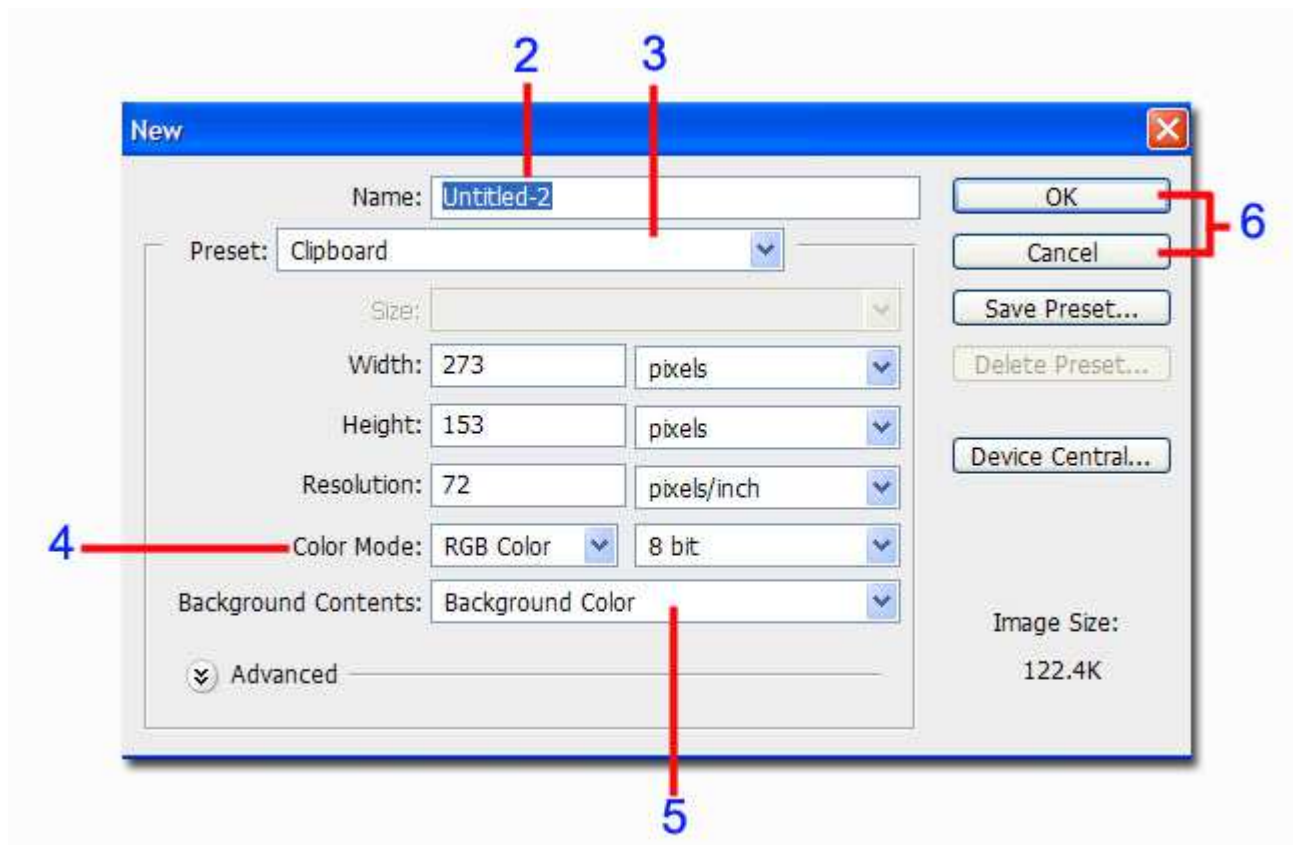 2 3
New
Name: Untitled-2 OK
6
Preset: Clipboard Cancel
Size: Save Preset...
Width: 273 pixels Delete Preset...
Height: 153 pixels
Device Central...
Resolution: 72 pixels/inch
4 Color Mode: RGB Color 8 bit
Background Contents: Background Color
Image Size:
Advanced 122.4K
5